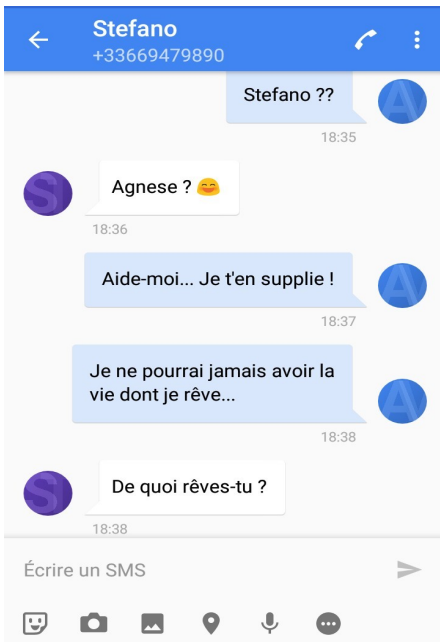 Stefano
+33669479890
Stefano ??
18:35
Agnese ? 😊
18:36
Aide-moi... Je t'en supplie !
18:37
Je ne pourrai jamais avoir la
vie dont je rêve...
18:38
De quoi rêves-tu ?
18:38
Écrire un SMS